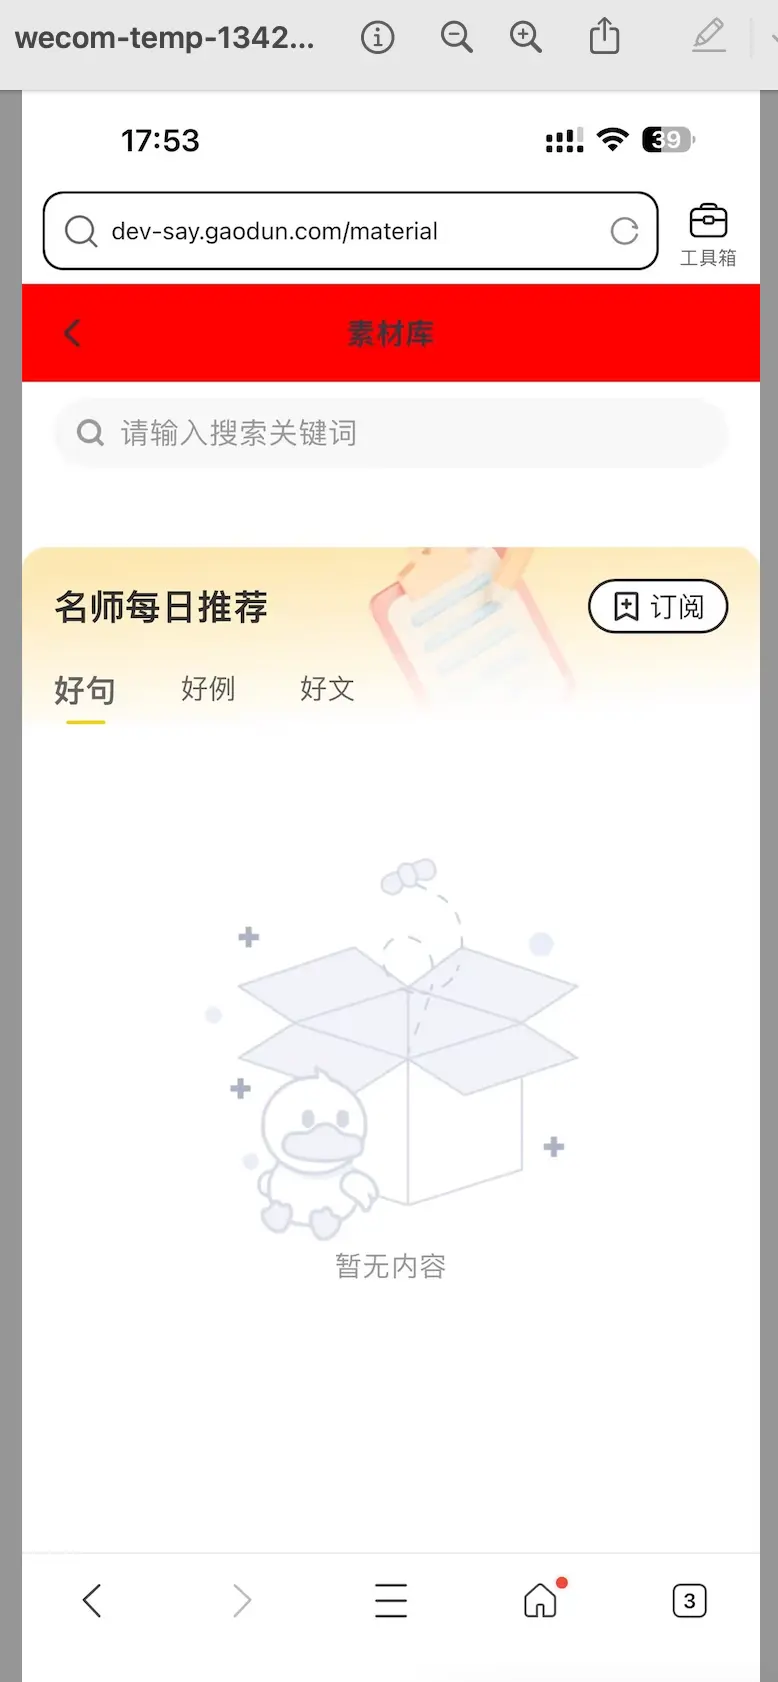 wecom-temp-1342...
17:53
39
dev-say.gaodun.com/material
工具箱
素材库
请输入搜索关键词
名师每日推荐
订阅
好句 好例 好文
暂无内容
3